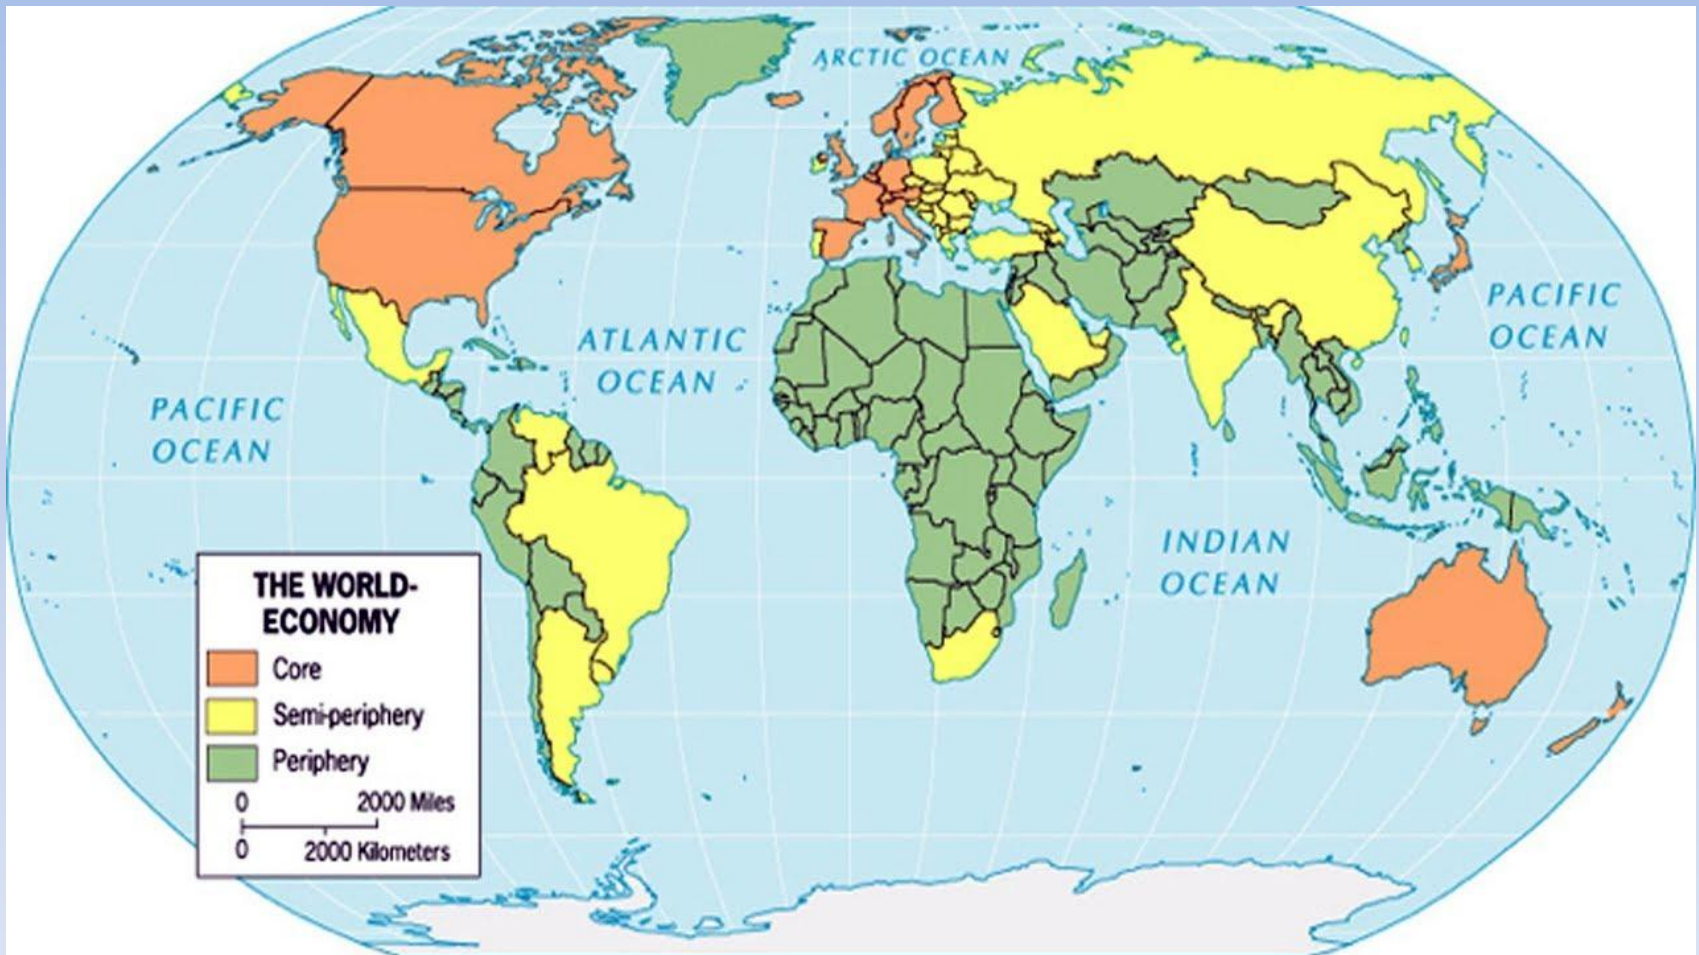 ARCTIC OCEAN
ATLANTIC
OCEAN
PACIFIC
OCEAN
PACIFIC
OCEAN
INDIAN
OCEAN
THE WORLD-
ECONOMY
Core
Semi-periphery
Periphery
0 2000 Miles
0 2000 Kilometers